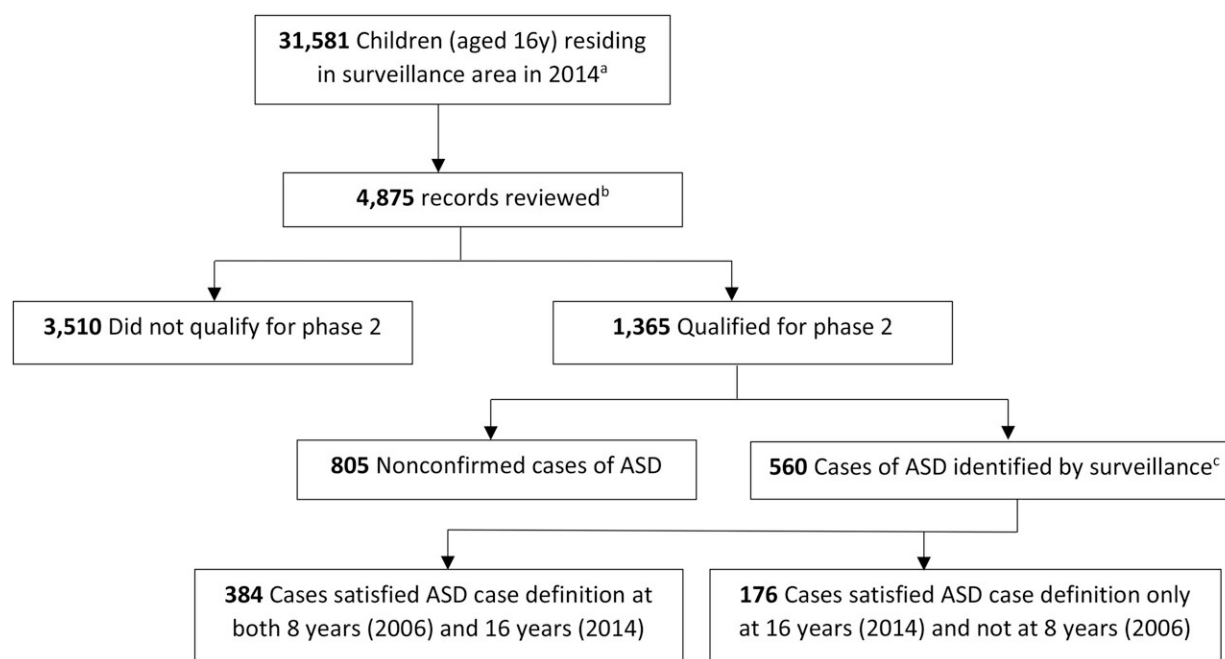 31,581 Children (aged 16y) residing
in surveillance area in 2014ᵃ
4,875 records reviewedᵇ
3,510 Did not qualify for phase 2
1,365 Qualified for phase 2
805 Nonconfirmed cases of ASD
560 Cases of ASD identified by surveillanceᶜ
384 Cases satisfied ASD case definition at
both 8 years (2006) and 16 years (2014)
176 Cases satisfied ASD case definition only
at 16 years (2014) and not at 8 years (2006)